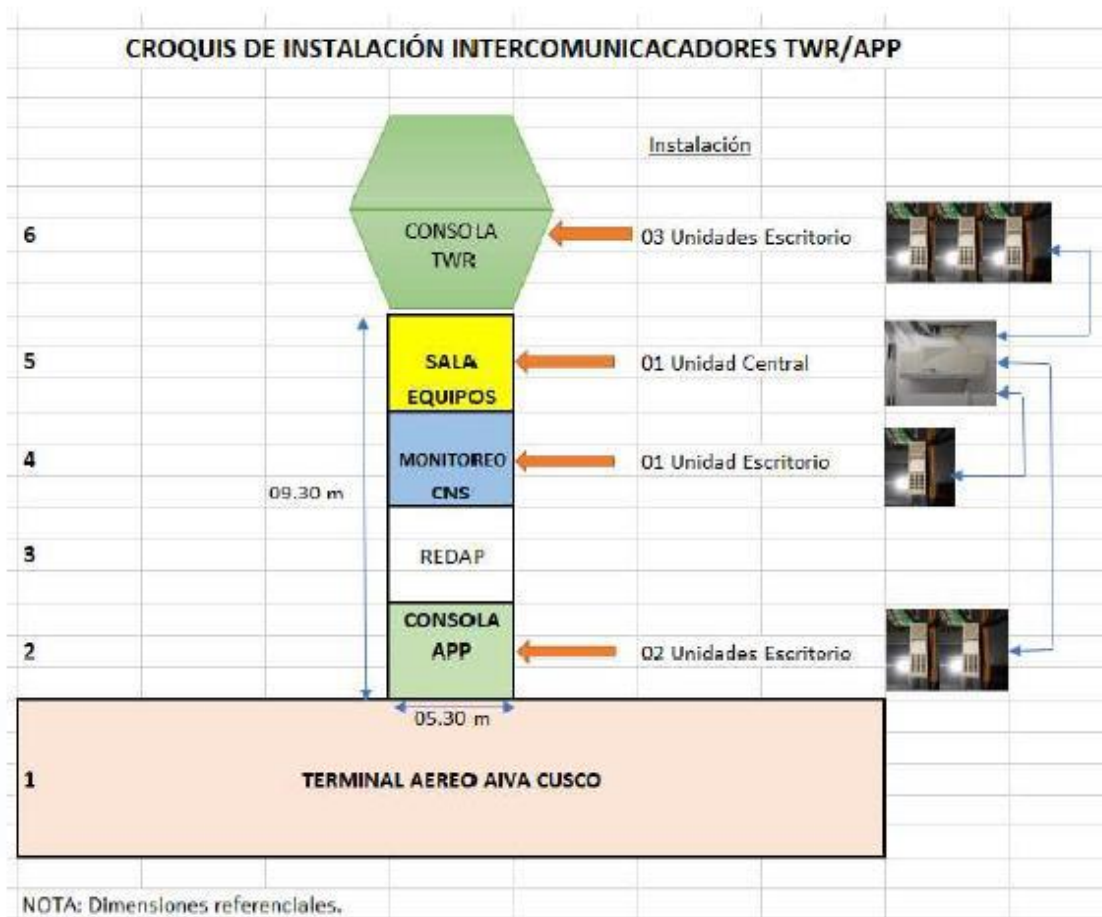 CROQUIS DE INSTALACIÓN INTERCOMUNICACADORES TWR/APP
Instalación
6
CONSOLA
TWR
03 Unidades Escritorio
5
SALA
EQUIPOS
01 Unidad Central
4
MONITOREO
CNS
01 Unidad Escritorio
09.30 m
3
REDAP
2
CONSOLA
APP
02 Unidades Escritorio
05.30 m
1
TERMINAL AEREO AIVA CUSCO
NOTA: Dimensiones referenciales.